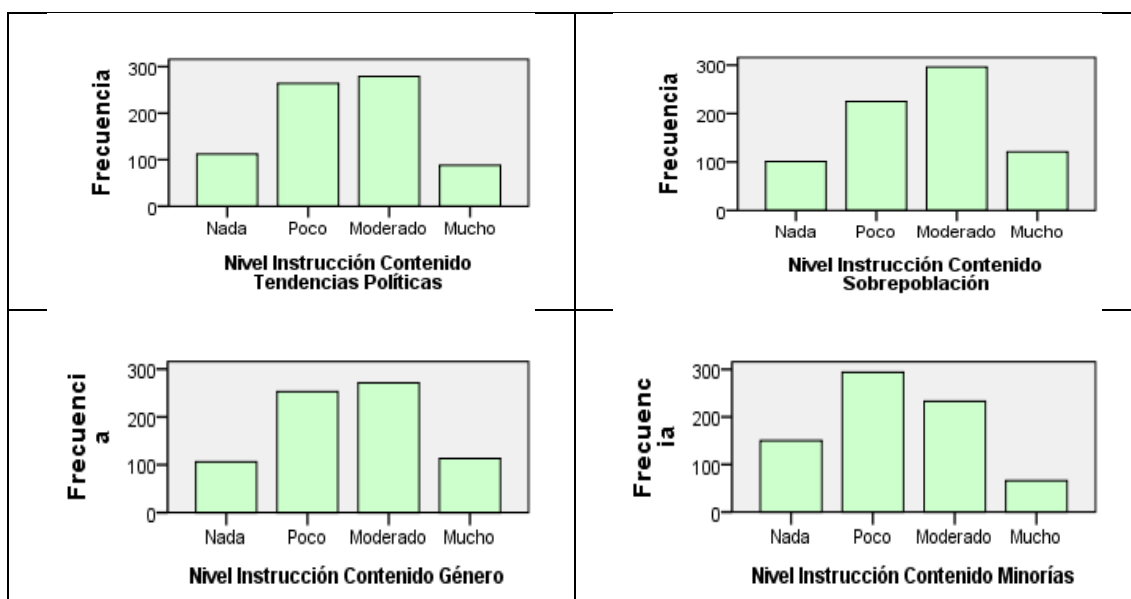 Frecuencia
300
200
100
0
Nada Poco Moderado Mucho
Nivel Instrucción Contenido
Tendencias Políticas
Frecuencia
300
200
100
0
Nada Poco Moderado Mucho
Nivel Instrucción Contenido
Sobrepoblación
Frecuenci
a
300
200
100
0
Nada Poco Moderado Mucho
Nivel Instrucción Contenido Género
Frecuenc
ia
300
200
100
0
Nada Poco Moderado Mucho
Nivel Instrucción Contenido Minorías